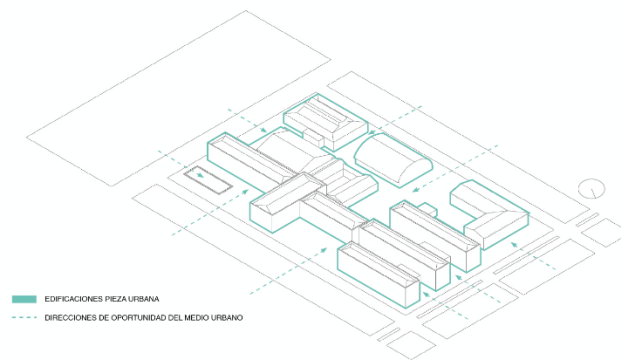 EDIFICACIONES PIEZA URBANA
DIRECCIONES DE OPORTUNIDAD DEL MEDIO URBANO